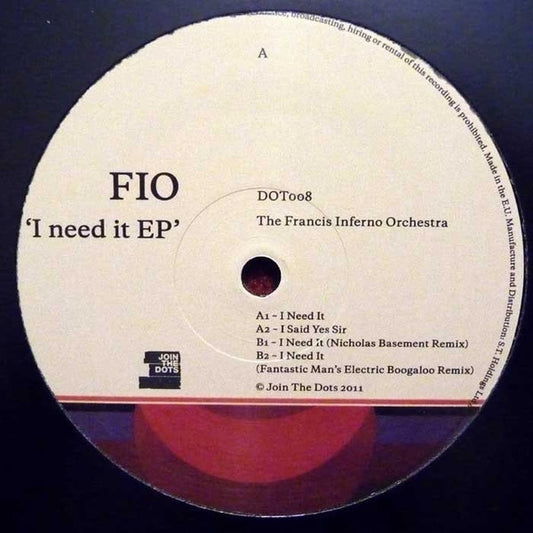 A
FIO
'I need it EP'
DOT008
The Francis Inferno Orchestra
A1 ~ I Need It
A2 ~ I Said Yes Sir
B1 ~ I Need It (Nicholas Basement Remix)
B2 ~ I Need It
(Fantastic Man's Electric Boogaloo Remix)
© Join The Dots 2011
JOIN
THE
DOTS
broadcasting, hiring or rental of this recording is prohibited. Made in the E.U. Manufacture and Distribution: S.T. Holdings Ltd.